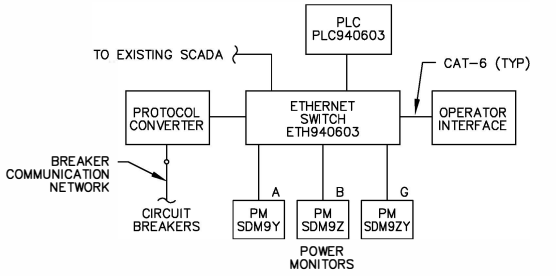 PLC
PLC940603
TO EXISTING SCADA
CAT-6 (TYP)
PROTOCOL
CONVERTER
ETHERNET
SWITCH
ETH940603
OPERATOR
INTERFACE
BREAKER
COMMUNICATION
NETWORK
CIRCUIT
BREAKERS
A
B
G
PM
SDM9Y
PM
SDM9Z
PM
SDM9ZY
POWER
MONITORS